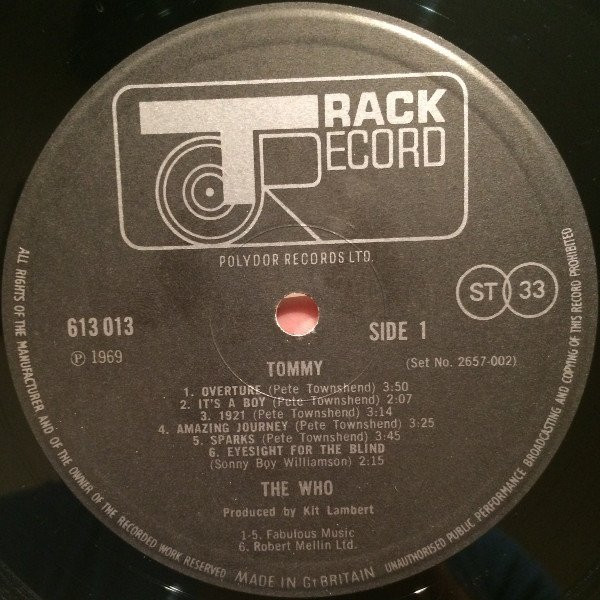 TRACK
RECORD
POLYDOR RECORDS LTD.
ST 33
613 013
SIDE 1
℗ 1969
TOMMY
(Set No. 2657-002)
1. OVERTURE (Pete Townshend) 3:50
2. IT'S A BOY (Pete Townshend) 2:07
3. 1921 (Pete Townshend) 3:14
4. AMAZING JOURNEY (Pete Townshend) 3:25
5. SPARKS (Pete Townshend) 3:45
6. EYESIGHT FOR THE BLIND
(Sonny Boy Williamson) 2:15
THE WHO
Produced by Kit Lambert
1-5. Fabulous Music
6. Robert Mellin Ltd.
ALL RIGHTS OF THE MANUFACTURER AND OF THE OWNER OF THE RECORDED WORK RESERVED
MADE IN Gt BRITAIN
UNAUTHORISED PUBLIC PERFORMANCE BROADCASTING AND COPYING OF THIS RECORD PROHIBITED